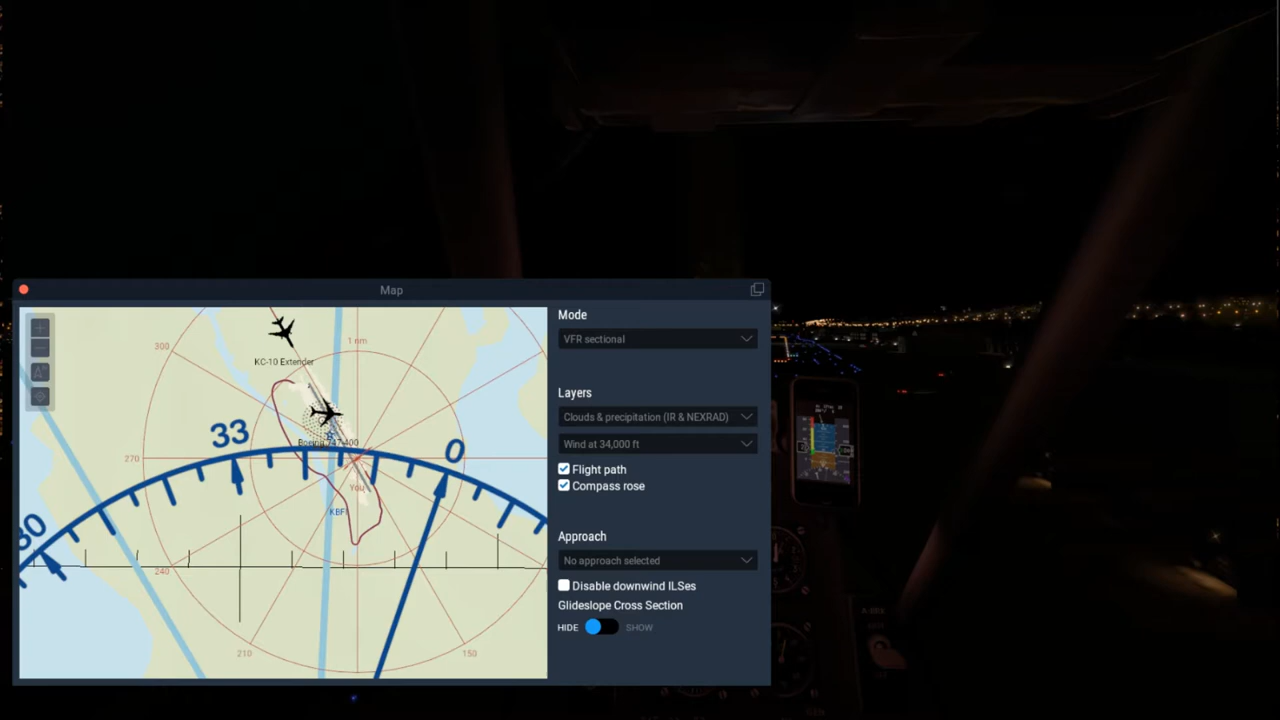 Map
Mode
VFR sectional
Layers
Clouds & precipitation (IR & NEXRAD)
Wind at 34,000 ft
Flight path
Compass rose
Approach
No approach selected
Disable downwind ILSes
Glideslope Cross Section
HIDE SHOW
1 nm
300
KC-10 Extender
33
Boeing 747-400
0
270
You
KBFI
30
240
210
150